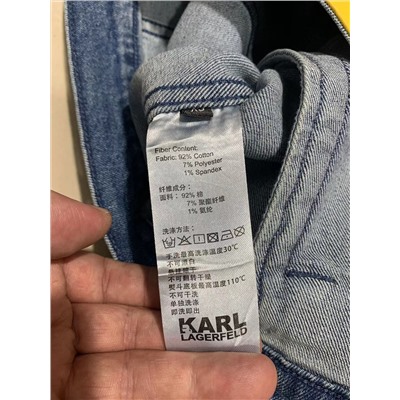 XS
Fiber Content:
Fabric: 92% Cotton
7% Polyester
1% Spandex
纤维成分:
面料: 92% 棉
7% 聚酯纤维
1% 氨纶
洗涤方法:
手洗最高洗涤温度30℃
不可漂白
悬挂晾干
不可翻转干燥
熨斗底板最高温度110℃
不可干洗
单独洗涤
即洗即出
KARL
LAGERFELD